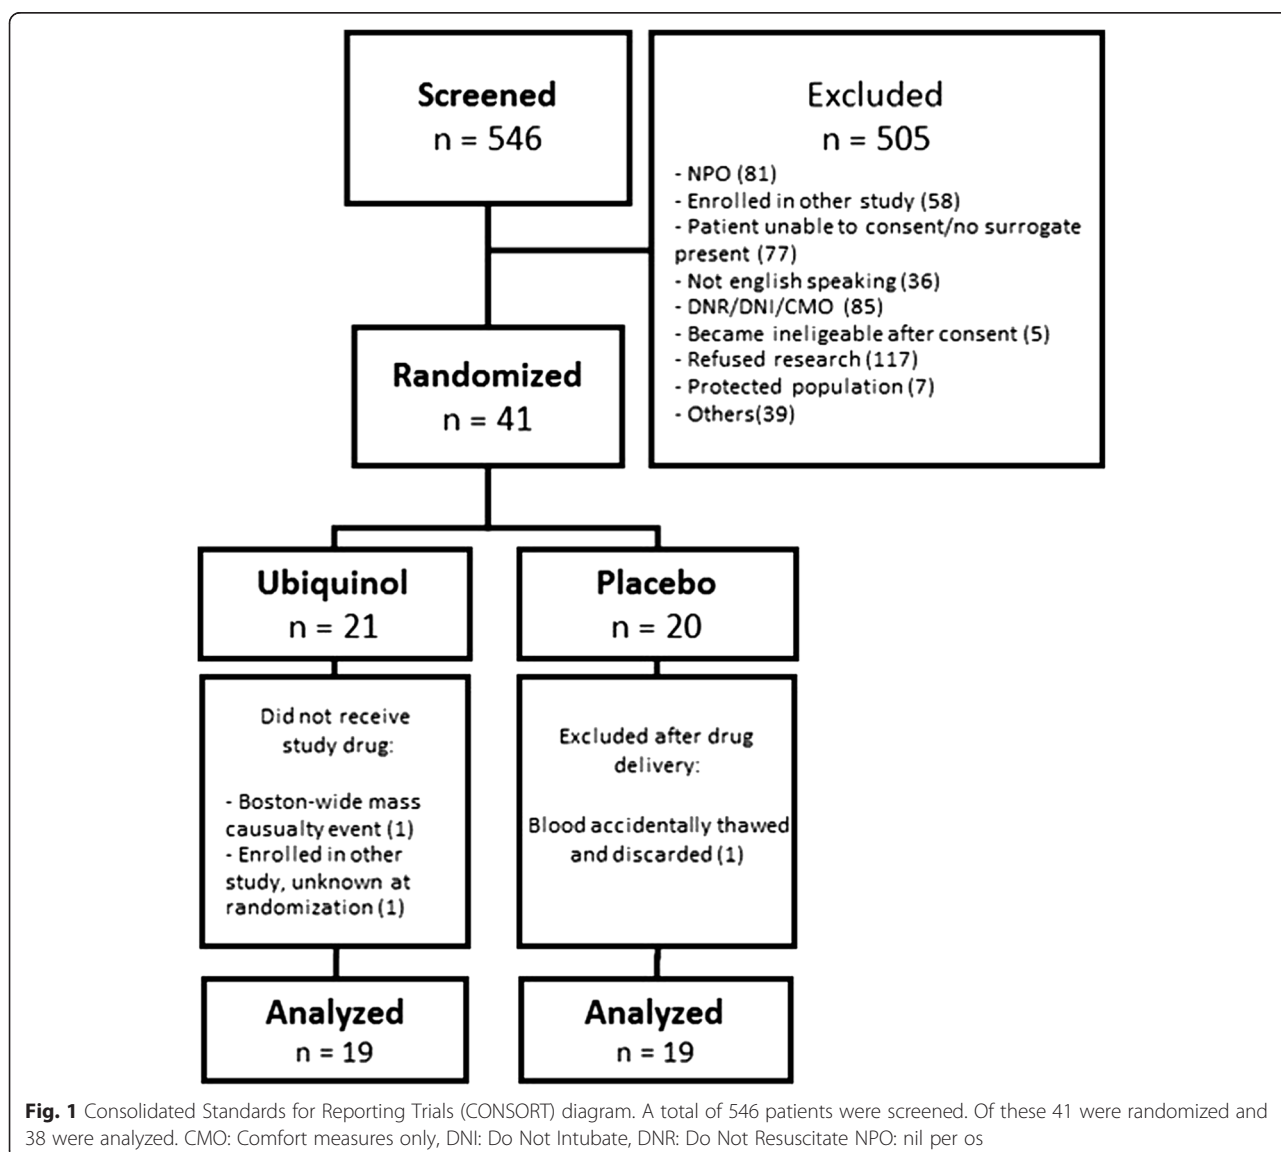 Screened
n = 546
Excluded
n = 505
- NPO (81)
- Enrolled in other study (58)
- Patient unable to consent/no surrogate
present (77)
- Not english speaking (36)
- DNR/DNI/CMO (85)
- Became ineligeable after consent (5)
- Refused research (117)
- Protected population (7)
- Others(39)
Randomized
n = 41
Ubiquinol
n = 21
Placebo
n = 20
Did not receive
study drug:
- Boston-wide mass
causualty event (1)
- Enrolled in other
study, unknown at
randomization (1)
Excluded after drug
delivery:
Blood accidentally thawed
and discarded (1)
Analyzed
n = 19
Analyzed
n = 19
Fig. 1 Consolidated Standards for Reporting Trials (CONSORT) diagram. A total of 546 patients were screened. Of these 41 were randomized and
38 were analyzed. CMO: Comfort measures only, DNI: Do Not Intubate, DNR: Do Not Resuscitate NPO: nil per os